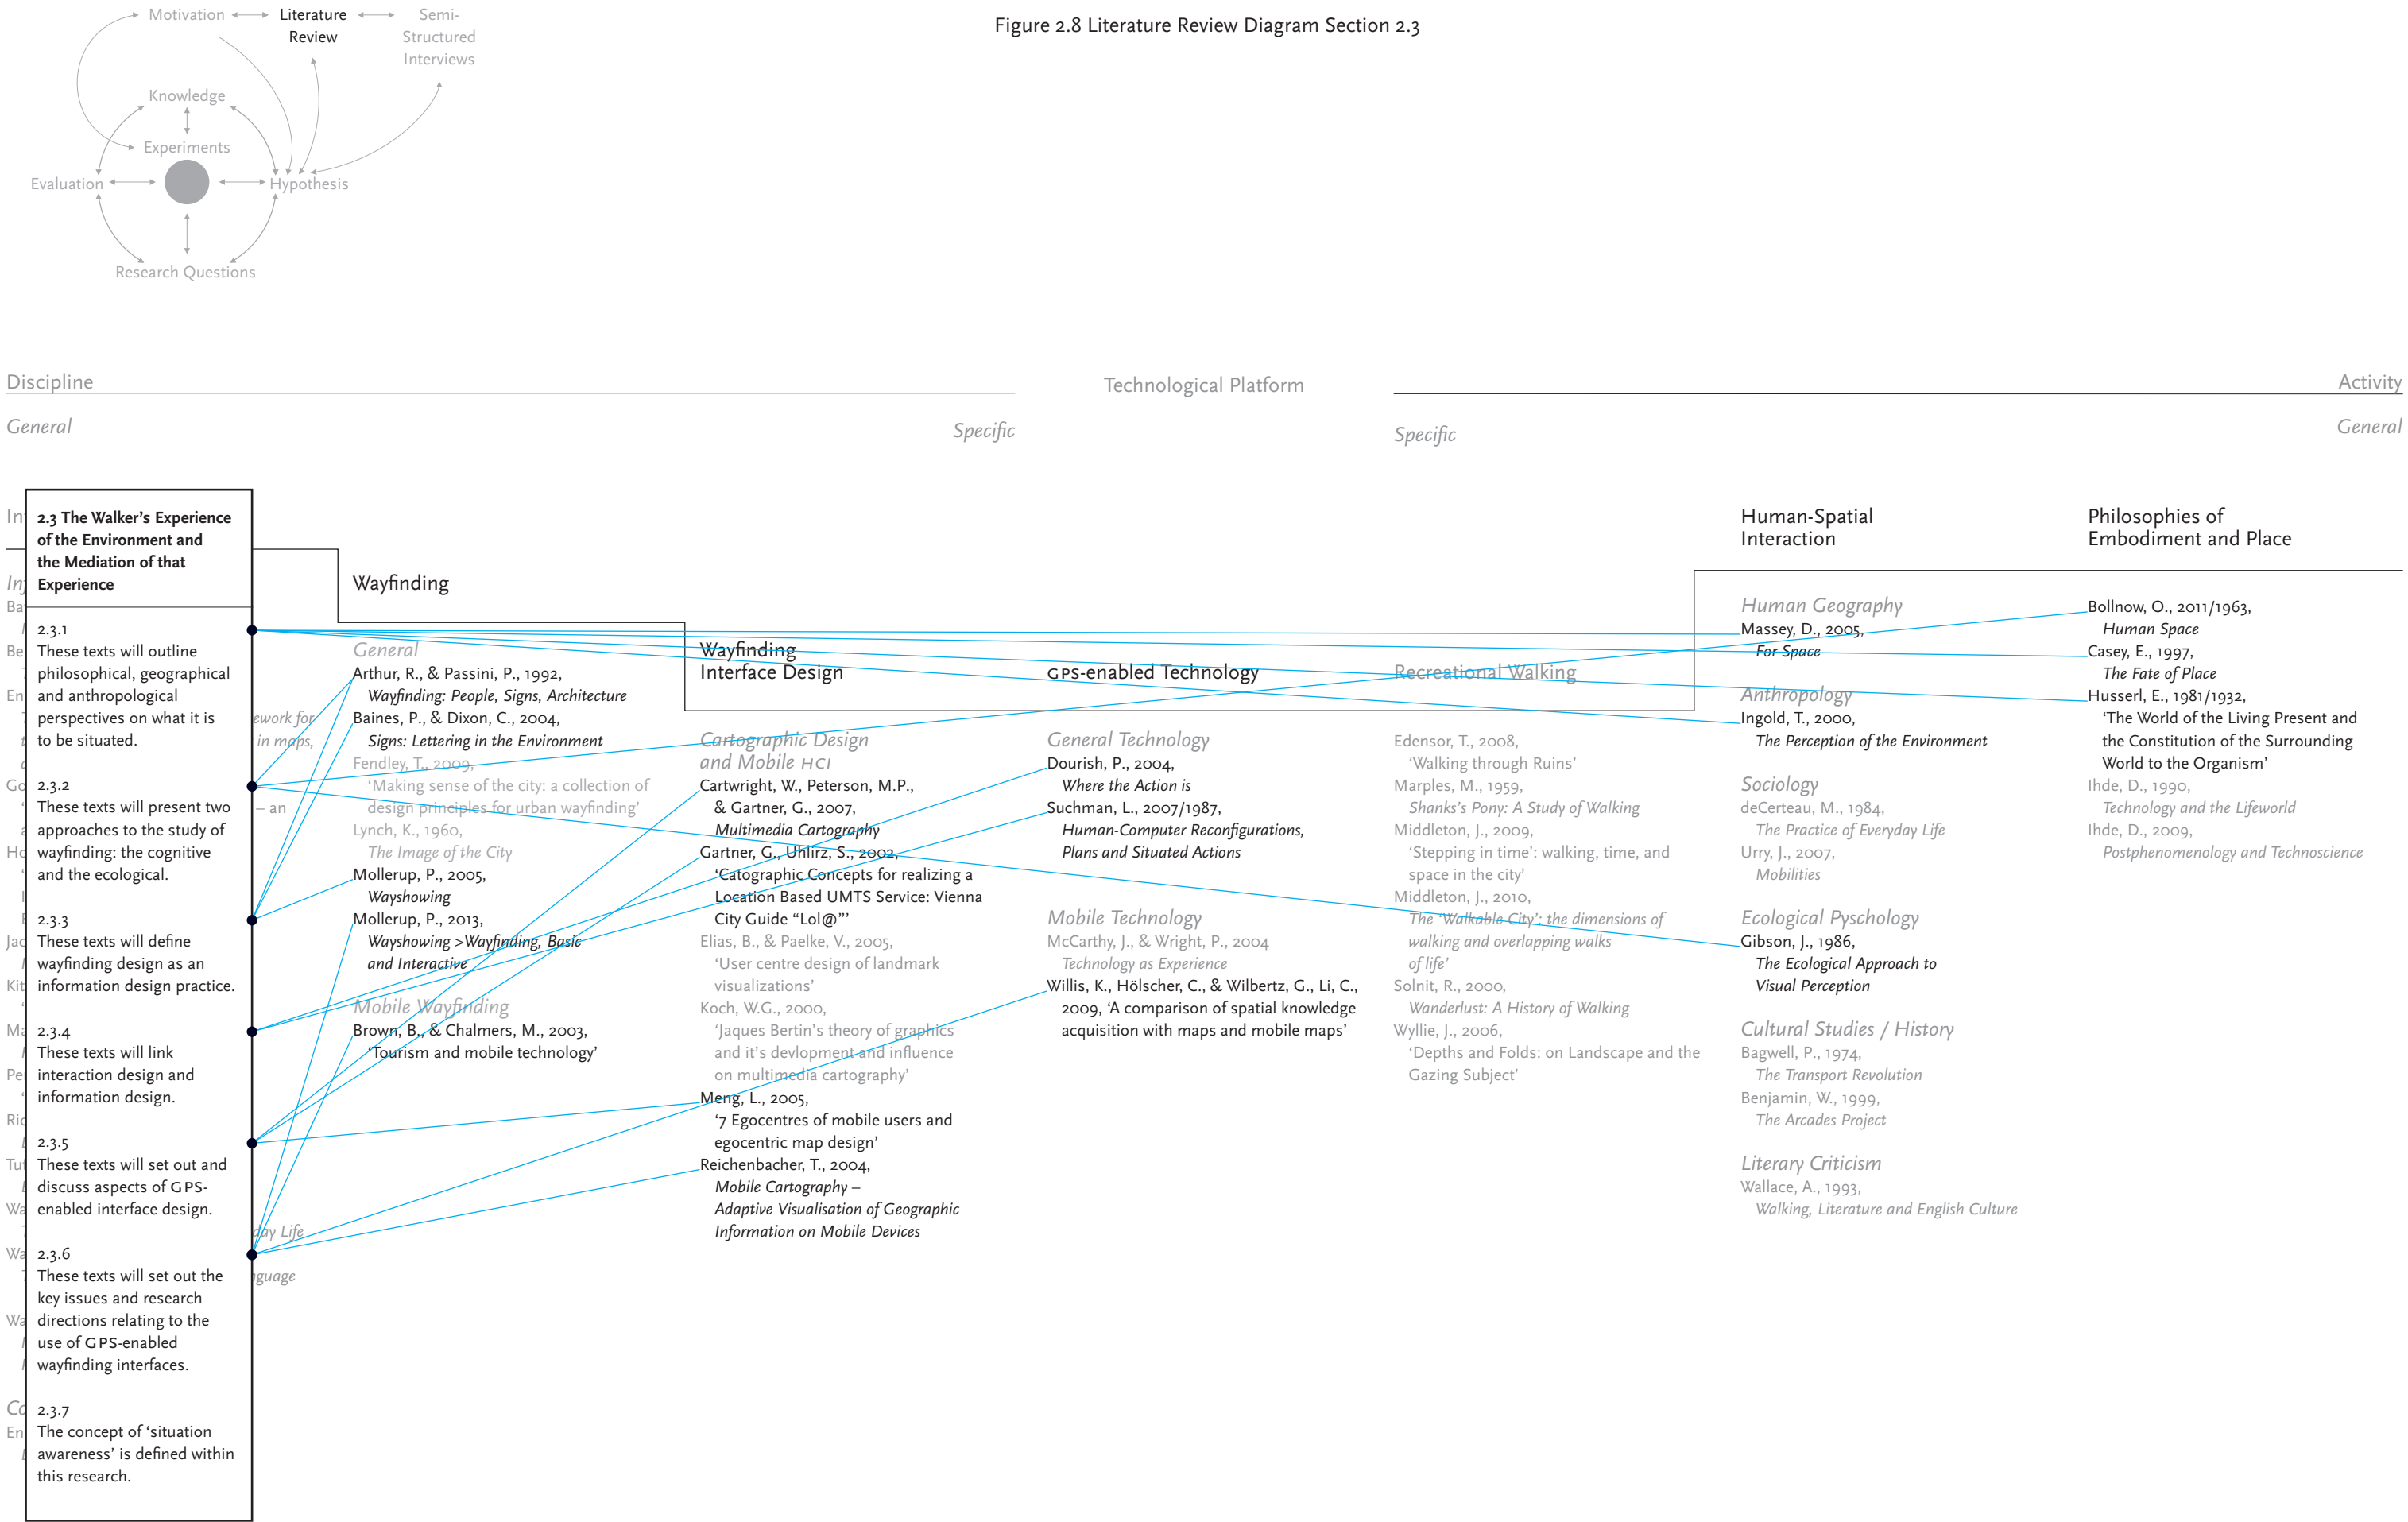 Figure 2.8 Literature Review Diagram Section 2.3
Motivation
Literature
Review
Semi-
Structured
Interviews
Knowledge
Experiments
Evaluation
Hypothesis
Research Questions
Discipline
Technological Platform
Activity
General
Specific
Specific
General
2.3 The Walker’s Experience
of the Environment and
the Mediation of that
Experience
2.3.1
These texts will outline
philosophical, geographical
and anthropological
perspectives on what it is
to be situated.
2.3.2
These texts will present two
approaches to the study of
wayfinding: the cognitive
and the ecological.
2.3.3
These texts will define
wayfinding design as an
information design practice.
2.3.4
These texts will link
interaction design and
information design.
2.3.5
These texts will set out and
discuss aspects of GPS-
enabled interface design.
2.3.6
These texts will set out the
key issues and research
directions relating to the
use of GPS-enabled
wayfinding interfaces.
2.3.7
The concept of ‘situation
awareness’ is defined within
this research.
in maps,
– an
Life
Wayfinding
General
Arthur, R., & Passini, P., 1992,
Wayfinding: People, Signs, Architecture
Baines, P., & Dixon, C., 2004,
Signs: Lettering in the Environment
Fendley, T., 2009,
‘Making sense of the city: a collection of
design principles for urban wayfinding’
Lynch, K., 1960,
The Image of the City
Mollerup, P., 2005,
Wayshowing
Mollerup, P., 2013,
Wayshowing >Wayfinding, Basic
and Interactive
Mobile Wayfinding
Brown, B., & Chalmers, M., 2003,
‘Tourism and mobile technology’
Wayfinding
Interface Design
Cartographic Design
and Mobile HCI
Cartwright, W., Peterson, M.P.,
& Gartner, G., 2007,
Multimedia Cartography
Gartner, G., Uhlirz, S., 2002,
‘Catographic Concepts for realizing a
Location Based UMTS Service: Vienna
City Guide “Lol@”’
Elias, B., & Paelke, V., 2005,
‘User centre design of landmark
visualizations’
Koch, W.G., 2000,
‘Jaques Bertin’s theory of graphics
and it’s devlopment and influence
on multimedia cartography’
Meng, L., 2005,
‘7 Egocentres of mobile users and
egocentric map design’
Reichenbacher, T., 2004,
Mobile Cartography –
Adaptive Visualisation of Geographic
Information on Mobile Devices
GPS-enabled Technology
General Technology
Dourish, P., 2004,
Where the Action is
Suchman, L., 2007/1987,
Human-Computer Reconfigurations,
Plans and Situated Actions
Mobile Technology
McCarthy, J., & Wright, P., 2004
Technology as Experience
Willis, K., Hölscher, C., & Wilbertz, G., Li, C.,
2009, ‘A comparison of spatial knowledge
acquisition with maps and mobile maps’
Recreational Walking
Edensor, T., 2008,
‘Walking through Ruins’
Marples, M., 1959,
Shanks’s Pony: A Study of Walking
Middleton, J., 2009,
‘Stepping in time’: walking, time, and
space in the city’
Middleton, J., 2010,
The ‘Walkable City’: the dimensions of
walking and overlapping walks
of life’
Solnit, R., 2000,
Wanderlust: A History of Walking
Wyllie, J., 2006,
‘Depths and Folds: on Landscape and the
Gazing Subject’
Human-Spatial
Interaction
Human Geography
Massey, D., 2005,
For Space
Anthropology
Ingold, T., 2000,
The Perception of the Environment
Sociology
deCerteau, M., 1984,
The Practice of Everyday Life
Urry, J., 2007,
Mobilities
Ecological Pyschology
Gibson, J., 1986,
The Ecological Approach to
Visual Perception
Cultural Studies / History
Bagwell, P., 1974,
The Transport Revolution
Benjamin, W., 1999,
The Arcades Project
Literary Criticism
Wallace, A., 1993,
Walking, Literature and English Culture
Philosophies of
Embodiment and Place
Bollnow, O., 2011/1963,
Human Space
Casey, E., 1997,
The Fate of Place
Husserl, E., 1981/1932,
‘The World of the Living Present and
the Constitution of the Surrounding
World to the Organism’
Ihde, D., 1990,
Technology and the Lifeworld
Ihde, D., 2009,
Postphenomenology and Technoscience